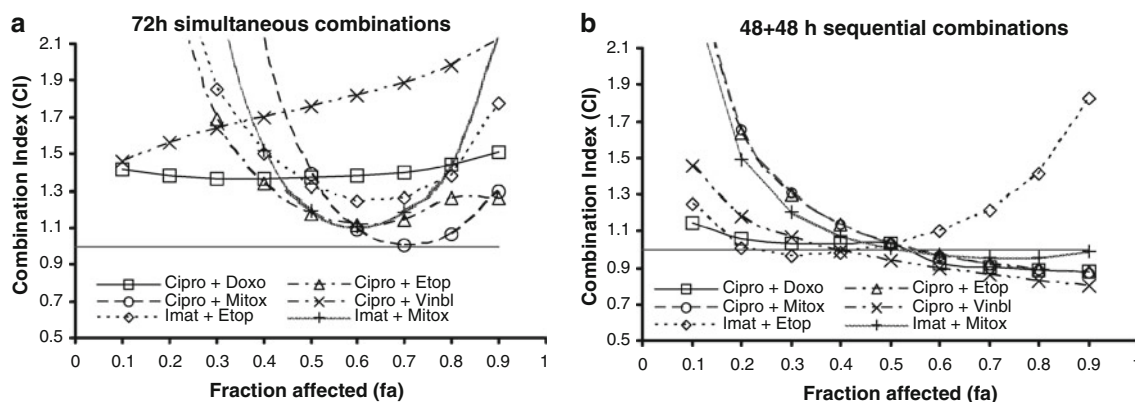 a
72h simultaneous combinations
2.1
1.9
1.7
1.5
1.3
1.1
0.9
0.7
0.5
Combination Index (CI)
Cipro + Doxo
Cipro + Etop
Cipro + Mitox
Cipro + Vinbl
Imat + Etop
Imat + Mitox
0 0.1 0.2 0.3 0.4 0.5 0.6 0.7 0.8 0.9 1
Fraction affected (fa)
b
48+48 h sequential combinations
2.1
1.9
1.7
1.5
1.3
1.1
0.9
0.7
0.5
Combination Index (CI)
Cipro + Doxo
Cipro + Etop
Cipro + Mitox
Cipro + Vinbl
Imat + Etop
Imat + Mitox
0 0.1 0.2 0.3 0.4 0.5 0.6 0.7 0.8 0.9 1
Fraction affected (fa)